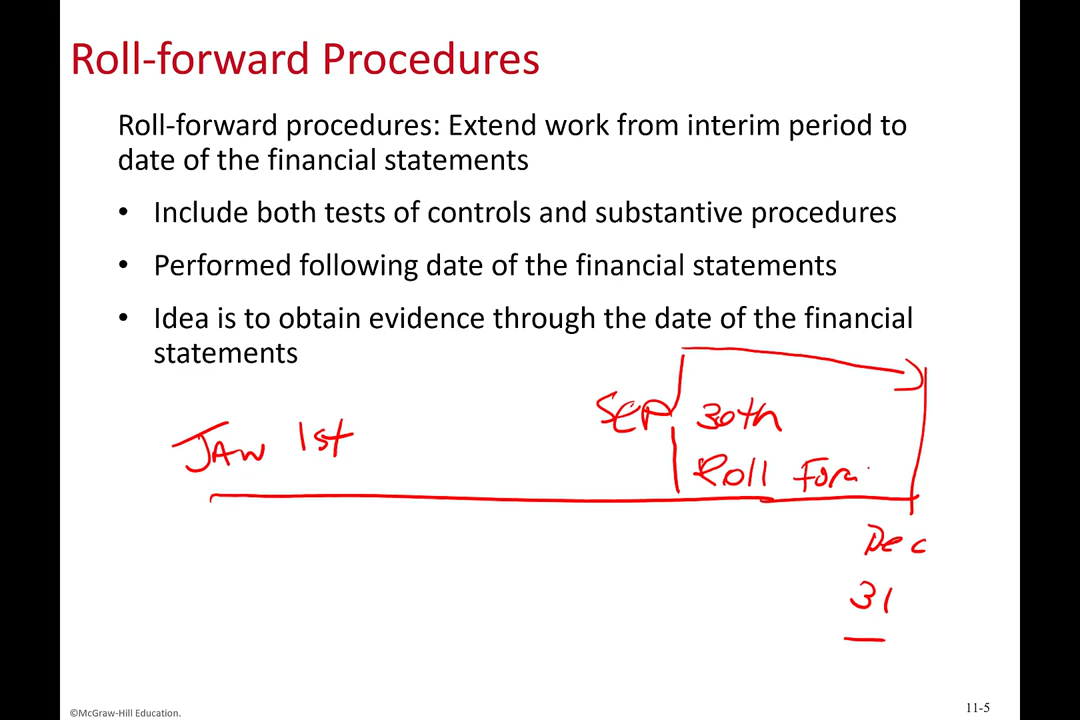 Roll-forward Procedures
Roll-forward procedures: Extend work from interim period to
date of the financial statements
• Include both tests of controls and substantive procedures
• Performed following date of the financial statements
• Idea is to obtain evidence through the date of the financial
statements
JAN 1st
SEP 30th
Roll For
Dec
31
©McGraw-Hill Education.
11-5